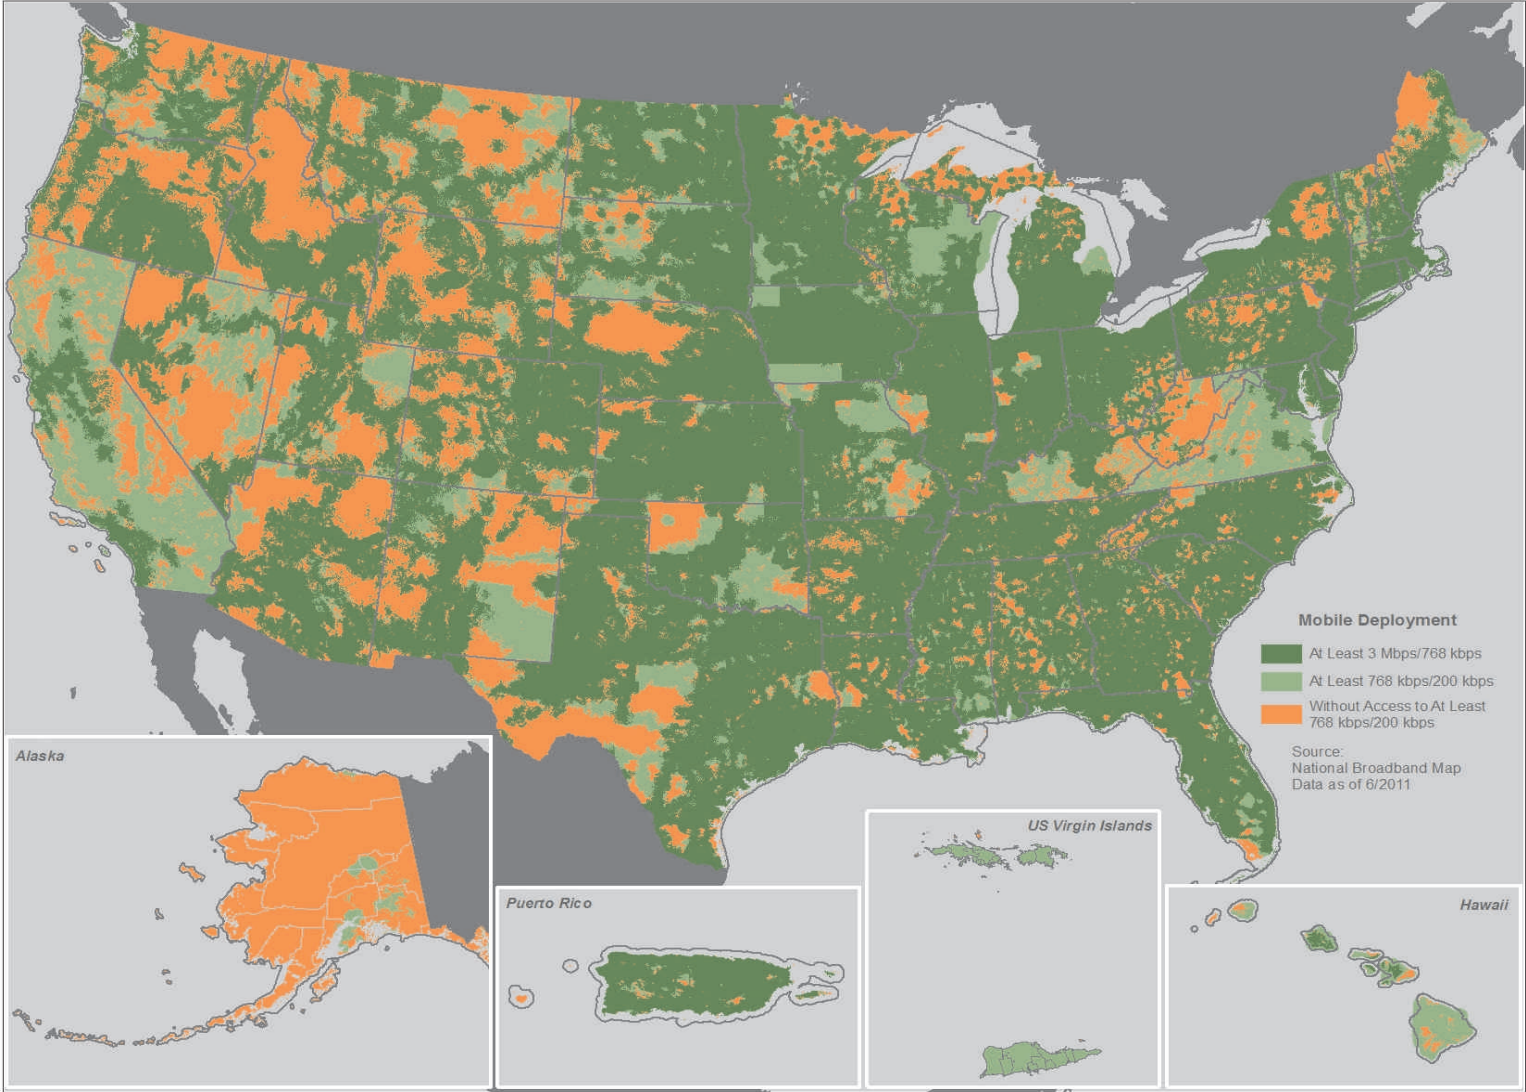 Mobile Deployment
At Least 3 Mbps/768 kbps
At Least 768 kbps/200 kbps
Without Access to At Least
768 kbps/200 kbps
Source:
National Broadband Map
Data as of 6/2011
Alaska
Puerto Rico
US Virgin Islands
Hawaii